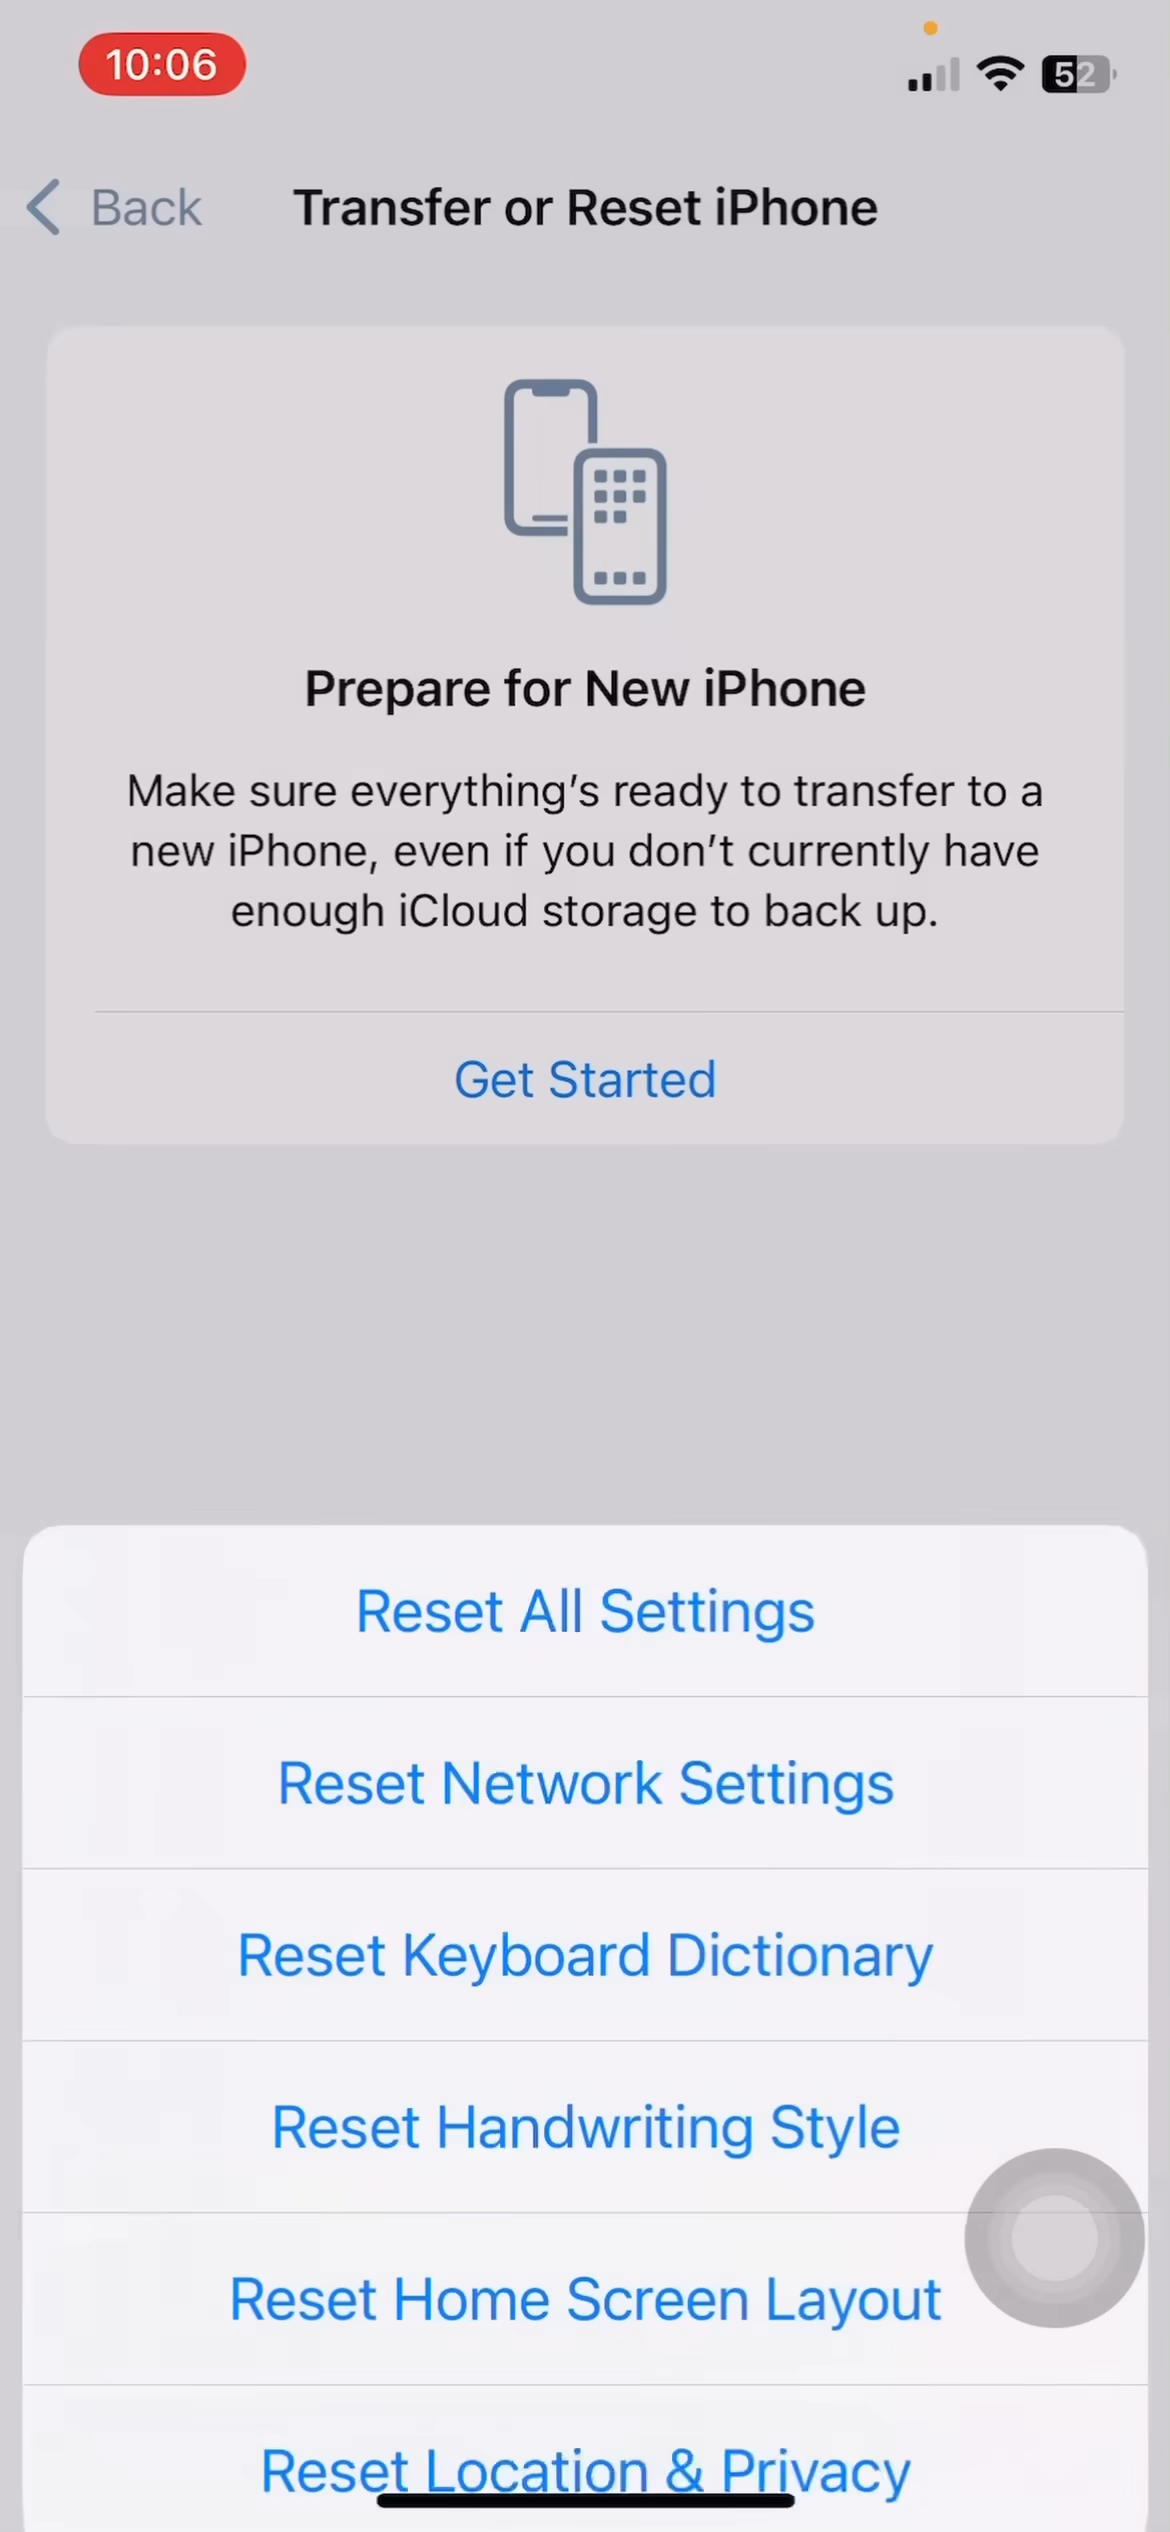 10:06
52
Back
Transfer or Reset iPhone
Prepare for New iPhone
Make sure everything’s ready to transfer to a
new iPhone, even if you don’t currently have
enough iCloud storage to back up.
Get Started
Reset All Settings
Reset Network Settings
Reset Keyboard Dictionary
Reset Handwriting Style
Reset Home Screen Layout
Reset Location & Privacy